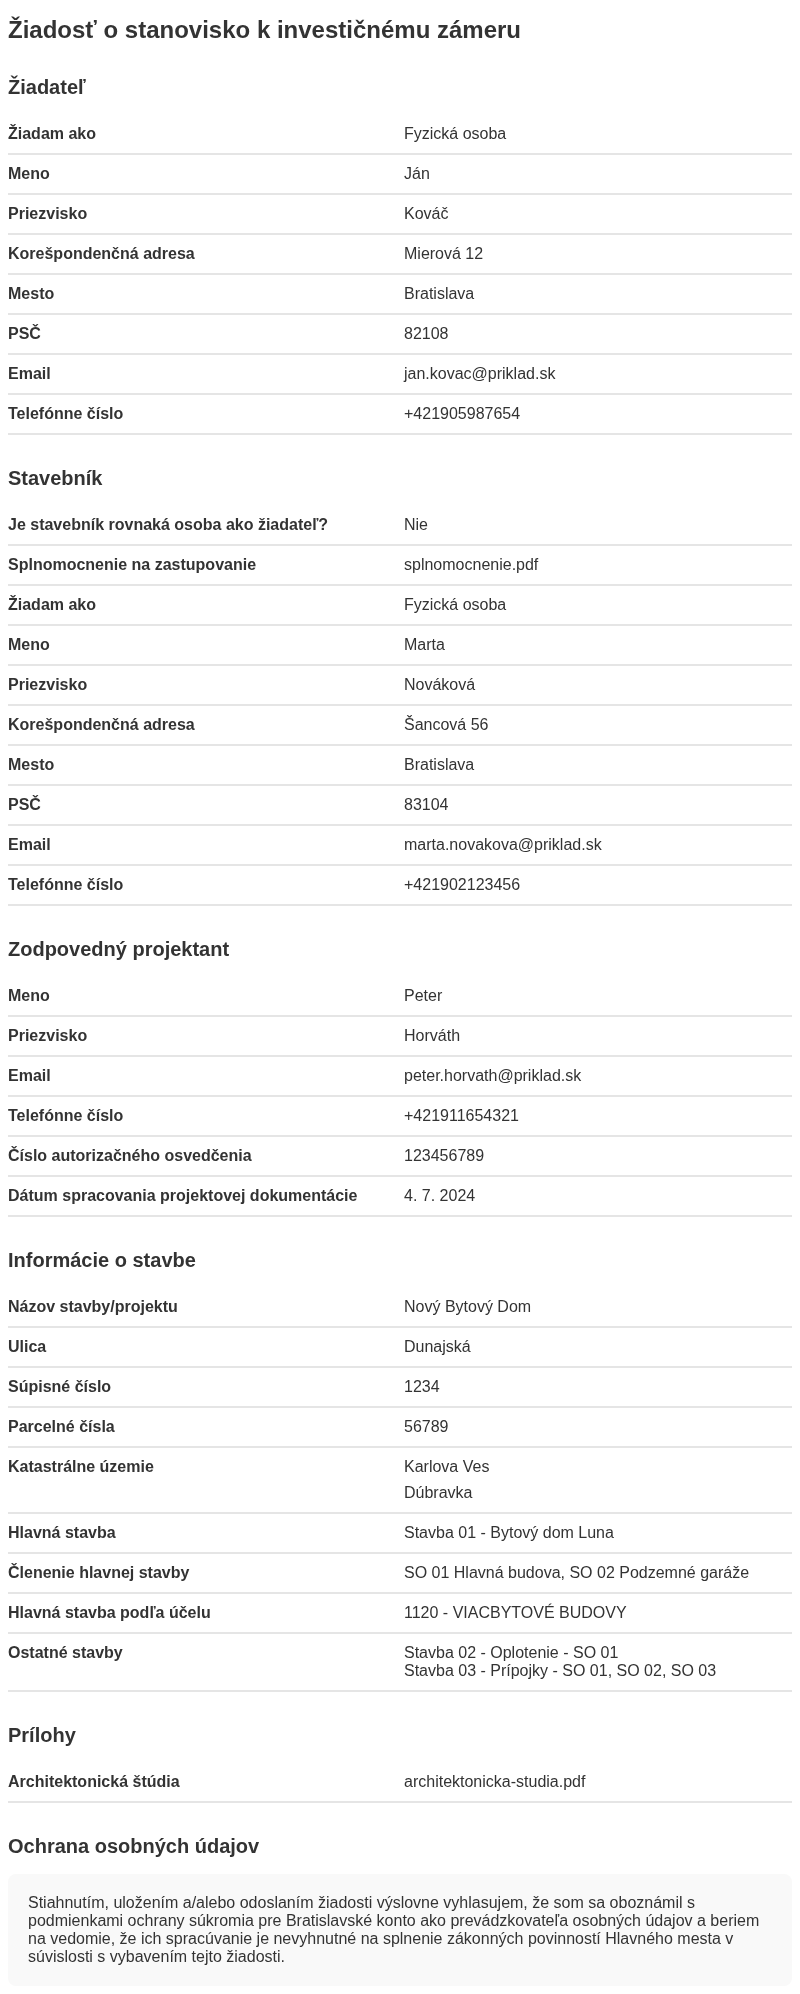 Žiadosť o stanovisko k investičnému zámeru
Žiadateľ
Žiadam ako Fyzická osoba
Meno Ján
Priezvisko Kováč
Korešpondenčná adresa Mierová 12
Mesto Bratislava
PSČ 82108
Email jan.kovac@priklad.sk
Telefónne číslo +421905987654
Stavebník
Je stavebník rovnaká osoba ako žiadateľ? Nie
Splnomocnenie na zastupovanie splnomocnenie.pdf
Žiadam ako Fyzická osoba
Meno Marta
Priezvisko Nováková
Korešpondenčná adresa Šancová 56
Mesto Bratislava
PSČ 83104
Email marta.novakova@priklad.sk
Telefónne číslo +421902123456
Zodpovedný projektant
Meno Peter
Priezvisko Horváth
Email peter.horvath@priklad.sk
Telefónne číslo +421911654321
Číslo autorizačného osvedčenia 123456789
Dátum spracovania projektovej dokumentácie 4. 7. 2024
Informácie o stavbe
Názov stavby/projektu Nový Bytový Dom
Ulica Dunajská
Súpisné číslo 1234
Parcelné čísla 56789
Katastrálne územie Karlova Ves
Dúbravka
Hlavná stavba Stavba 01 - Bytový dom Luna
Členenie hlavnej stavby SO 01 Hlavná budova, SO 02 Podzemné garáže
Hlavná stavba podľa účelu 1120 - VIACBYTOVÉ BUDOVY
Ostatné stavby Stavba 02 - Oplotenie - SO 01
Stavba 03 - Prípojky - SO 01, SO 02, SO 03
Prílohy
Architektonická štúdia architektonicka-studia.pdf
Ochrana osobných údajov
Stiahnutím, uložením a/alebo odoslaním žiadosti výslovne vyhlasujem, že som sa oboznámil s
podmienkami ochrany súkromia pre Bratislavské konto ako prevádzkovateľa osobných údajov a beriem
na vedomie, že ich spracúvanie je nevyhnutné na splnenie zákonných povinností Hlavného mesta v
súvislosti s vybavením tejto žiadosti.